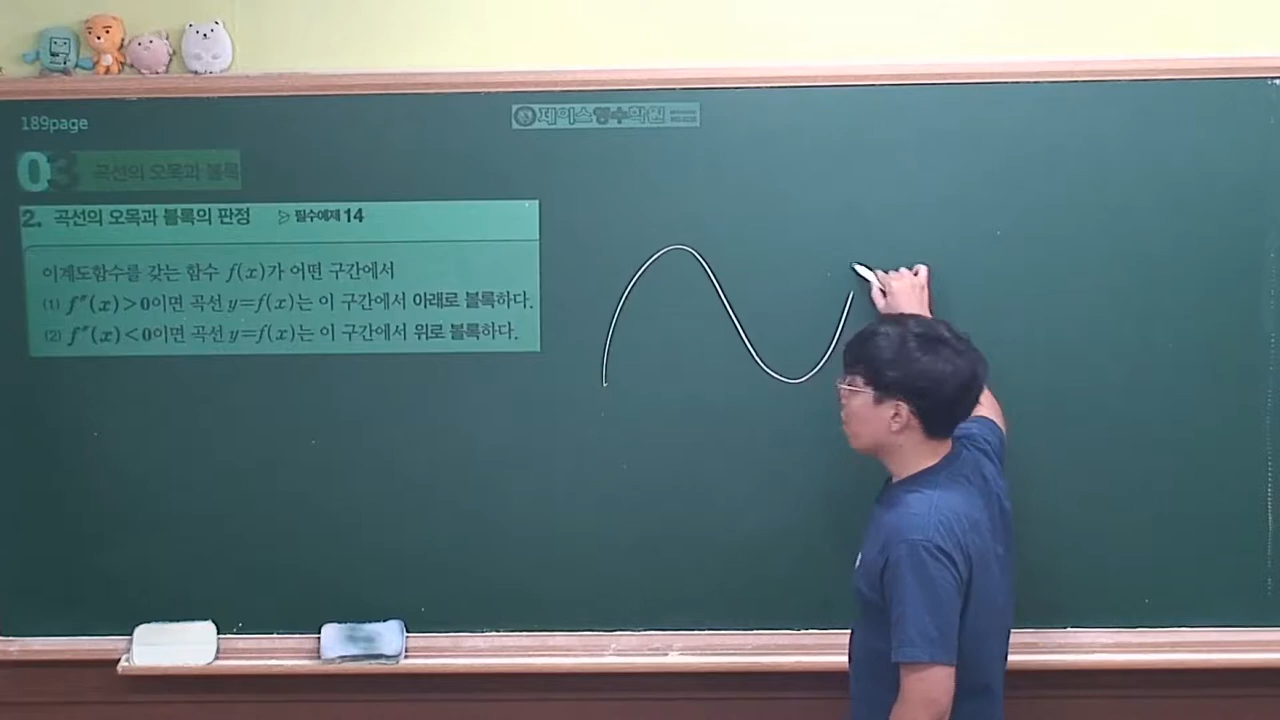 189page
제이스영수학원
03 곡선의 오목과 볼록
2. 곡선의 오목과 볼록의 판정 ▷ 필수예제 14
이계도함수를 갖는 함수 f(x)가 어떤 구간에서
(1) f″(x)>0이면 곡선 y=f(x)는 이 구간에서 아래로 볼록하다.
(2) f″(x)<0이면 곡선 y=f(x)는 이 구간에서 위로 볼록하다.